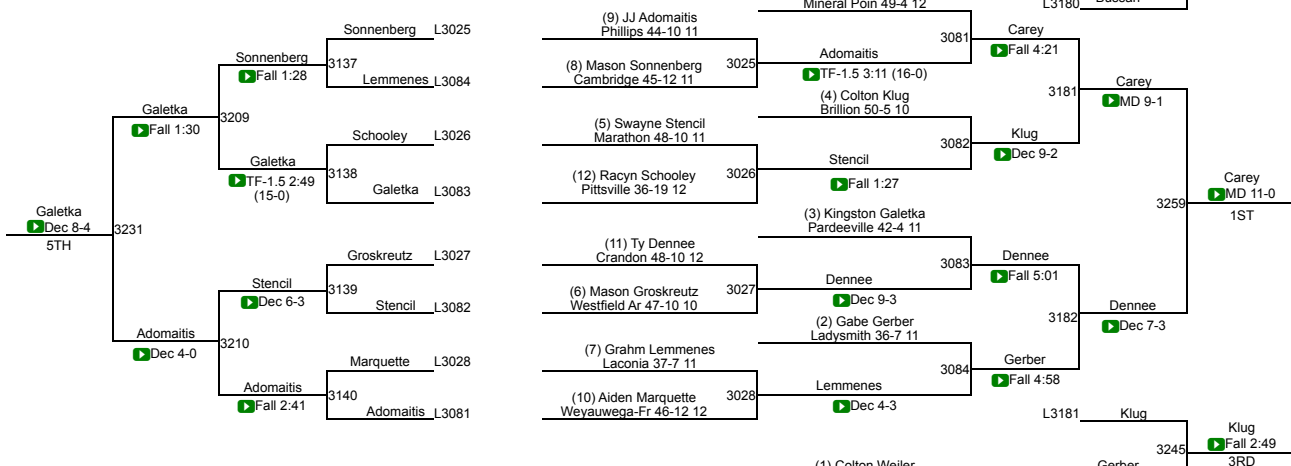 Mineral Poin 49-4 12
L3180
(9) JJ Adomaitis
Phillips 44-10 11
(8) Mason Sonnenberg
Cambridge 45-12 11
3025
Adomaitis
TF-1.5 3:11 (16-0)
3081
Carey
Fall 4:21
(4) Colton Klug
Brillion 50-5 10
(5) Swayne Stencil
Marathon 48-10 11
(12) Racyn Schooley
Pittsville 36-19 12
3026
Stencil
Fall 1:27
3082
Klug
Dec 9-2
3181
Carey
MD 9-1
(3) Kingston Galetka
Pardeeville 42-4 11
(11) Ty Dennee
Crandon 48-10 12
(6) Mason Groskreutz
Westfield Ar 47-10 10
3027
Dennee
Dec 9-3
3083
Dennee
Fall 5:01
(2) Gabe Gerber
Ladysmith 36-7 11
(7) Grahm Lemmenes
Laconia 37-7 11
(10) Aiden Marquette
Weyauwega-Fr 46-12 12
3028
Lemmenes
Dec 4-3
3084
Gerber
Fall 4:58
3182
Dennee
Dec 7-3
3259
Carey
MD 11-0
1ST
Sonnenberg L3025
Lemmenes L3084
3137
Sonnenberg
Fall 1:28
Schooley L3026
Galetka L3083
3138
Galetka
TF-1.5 2:49
(15-0)
3209
Galetka
Fall 1:30
Groskreutz L3027
Stencil L3082
3139
Stencil
Dec 6-3
Marquette L3028
Adomaitis L3081
3140
Adomaitis
Fall 2:41
3210
Adomaitis
Dec 4-0
3231
Galetka
Dec 8-4
5TH
L3181 Klug
3245
Gerber
Klug
Fall 2:49
3RD
(1) Colton Weiler